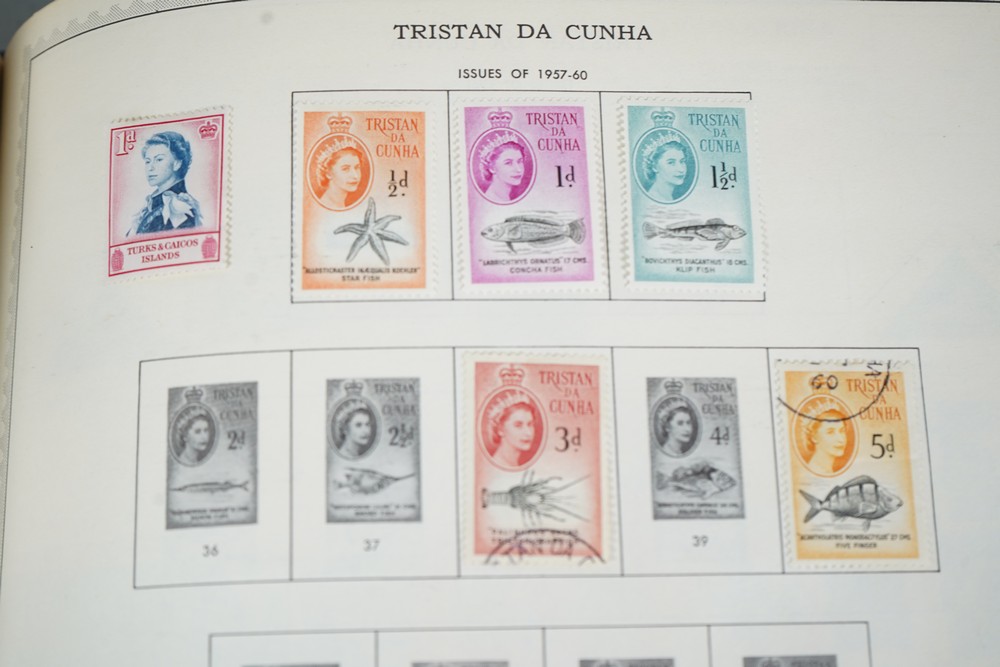 TRISTAN DA CUNHA
ISSUES OF 1957-60
1d
TURKS & CAICOS
ISLANDS
TRISTAN
DA
CUNHA
½d.
STAR FISH
TRISTAN
DA
CUNHA
1d.
"LABRICHTHYS ORNATUS" 17 CMS.
CONCHA FISH
TRISTAN
DA
CUNHA
1½d.
"BOVICHTHYS DIACANTHUS" 15 CMS.
KLIP FISH
TRISTAN
DA
CUNHA
2d
36
TRISTAN
DA
CUNHA
2½d
37
TRISTAN
DA
CUNHA
3d
TRISTAN
DA
CUNHA
4d
39
60
TRISTAN
DA
CUNHA
5d.
FIVE FINGER